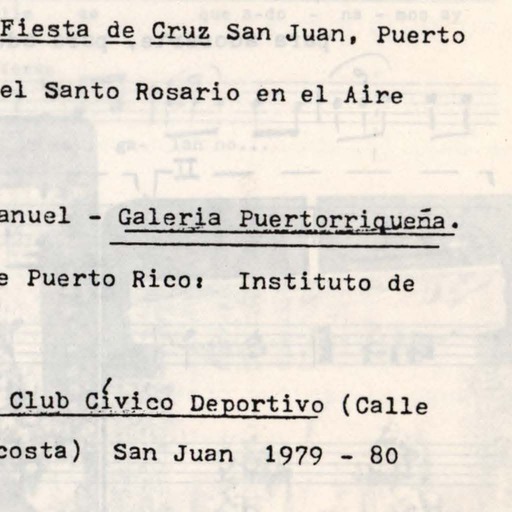 Fiesta de Cruz San Juan, Puerto
el Santo Rosario en el Aire
anuel - Galeria Puertorriqueña.
e Puerto Rico: Instituto de
Club Cívico Deportivo (Calle
costa) San Juan 1979 - 80